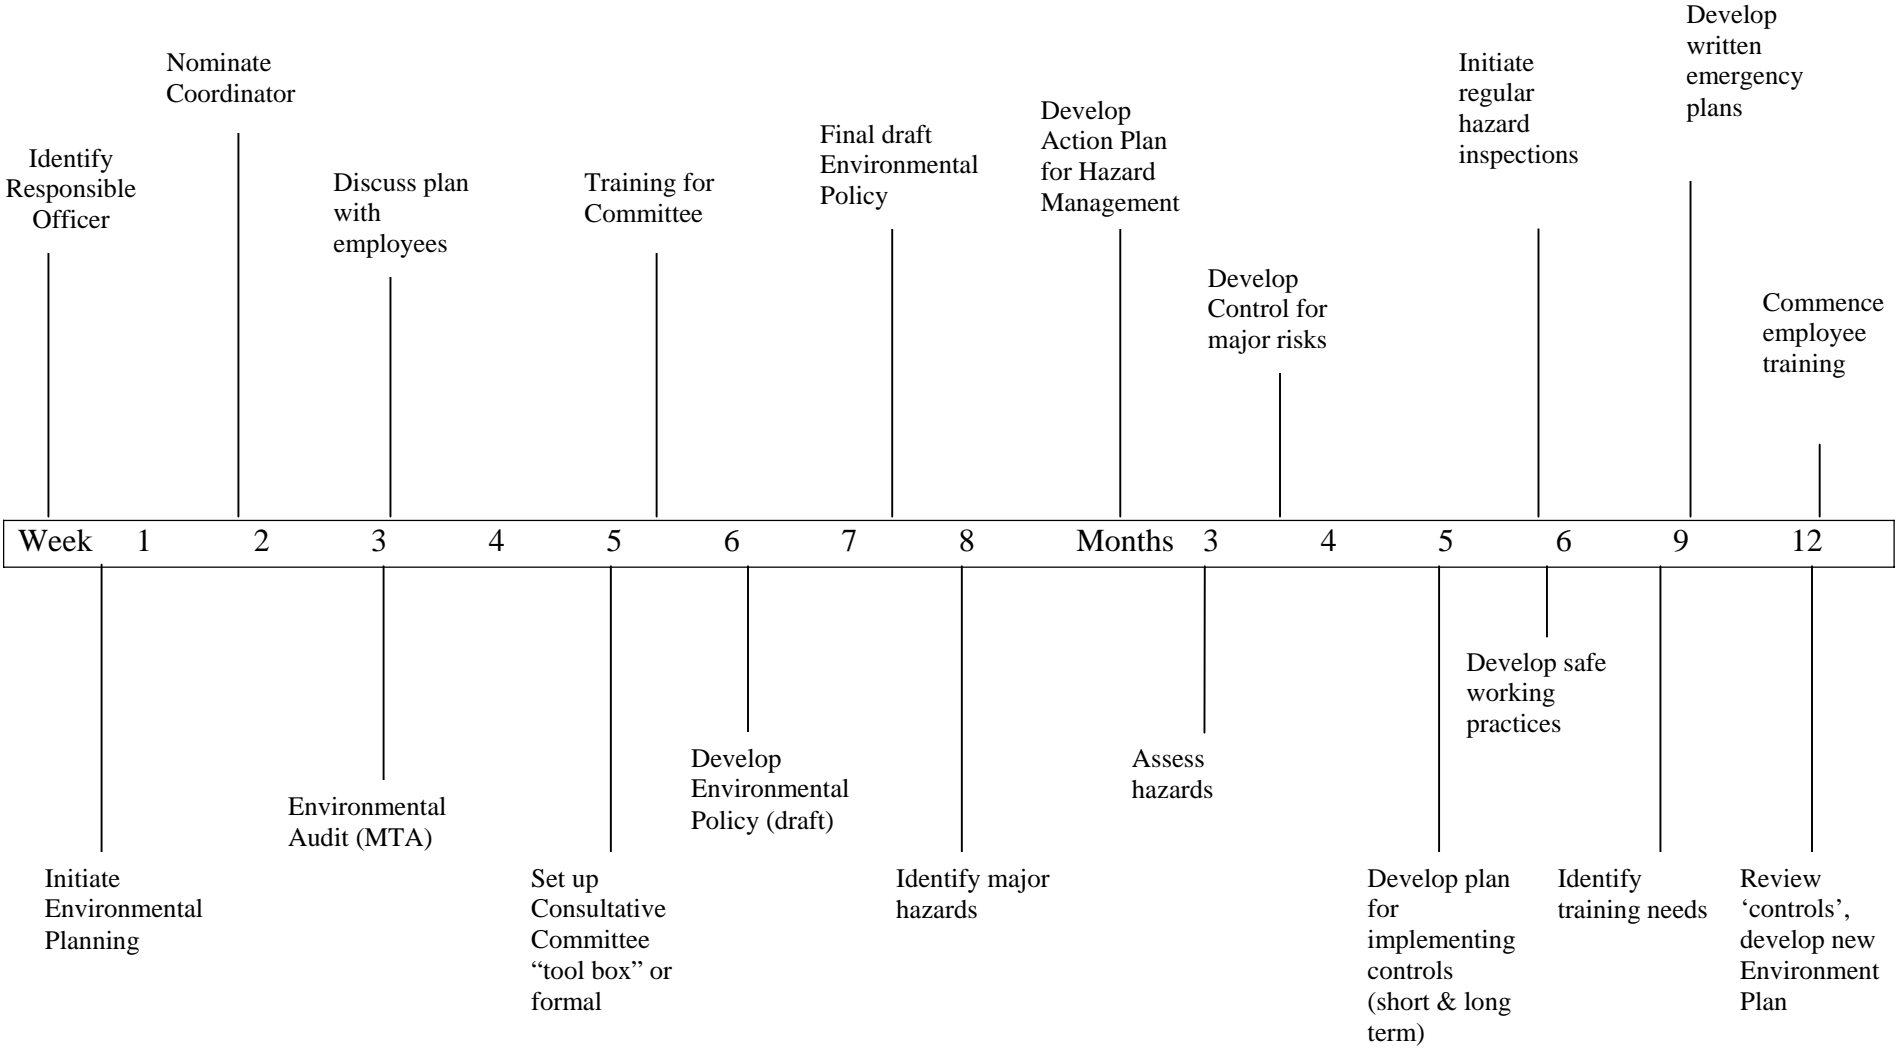 Nominate
Coordinator
Identify
Responsible
Officer
Discuss plan
with
employees
Training for
Committee
Final draft
Environmental
Policy
Develop
Action Plan
for Hazard
Management
Develop
Control for
major risks
Initiate
regular
hazard
inspections
Develop
written
emergency
plans
Commence
employee
training
Week 1 2 3 4 5 6 7 8 Months 3 4 5 6 9 12
Initiate
Environmental
Planning
Environmental
Audit (MTA)
Set up
Consultative
Committee
“tool box” or
formal
Develop
Environmental
Policy (draft)
Identify major
hazards
Assess
hazards
Develop plan
for
implementing
controls
(short & long
term)
Develop safe
working
practices
Identify
training needs
Review
‘controls’,
develop new
Environment
Plan